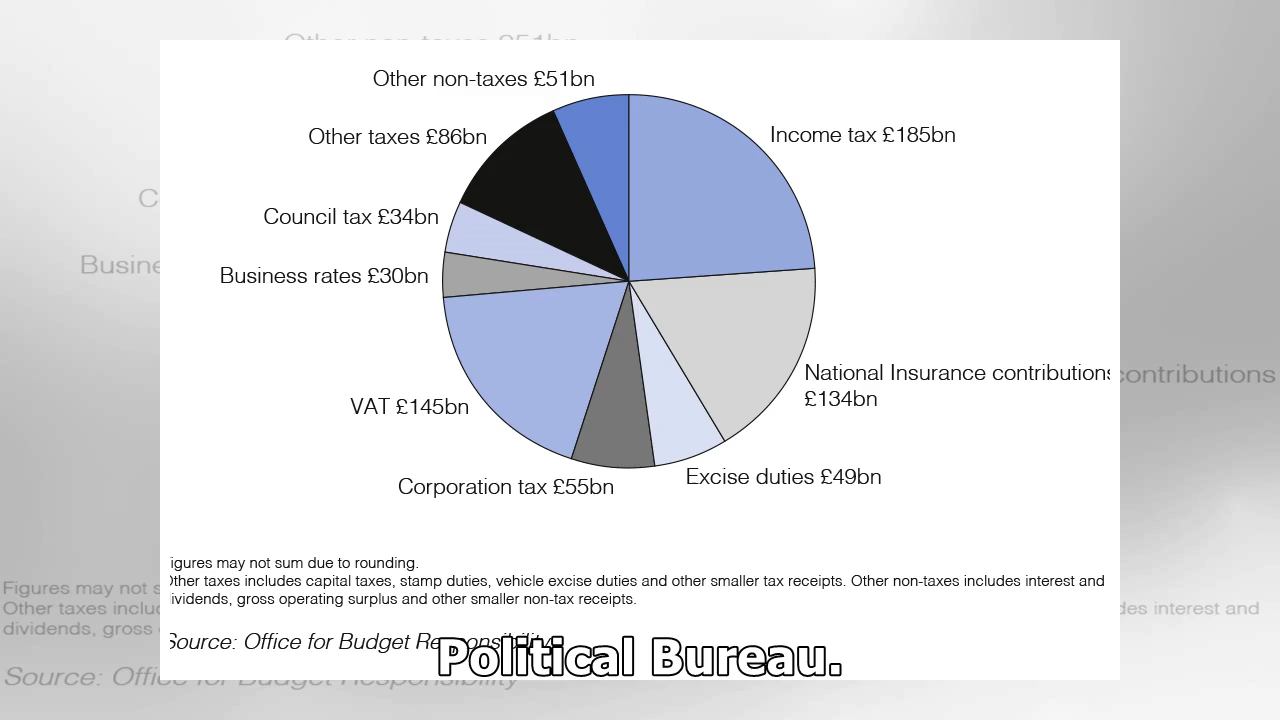 Other non-taxes £51bn
Other taxes £86bn
Income tax £185bn
Council tax £34bn
Business rates £30bn
National Insurance contributions
£134bn
VAT £145bn
Excise duties £49bn
Corporation tax £55bn
igures may not sum due to rounding.
Other taxes includes capital taxes, stamp duties, vehicle excise duties and other smaller tax receipts. Other non-taxes includes interest and
ividends, gross operating surplus and other smaller non-tax receipts.
Source: Office for Budget Responsibility
Political Bureau.